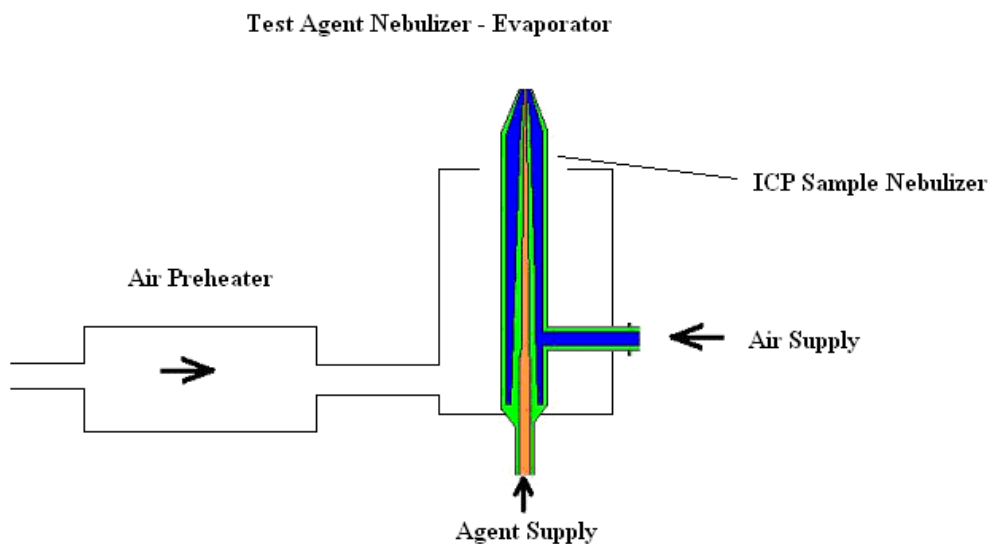 Test Agent Nebulizer - Evaporator
ICP Sample Nebulizer
Air Preheater
Air Supply
Agent Supply